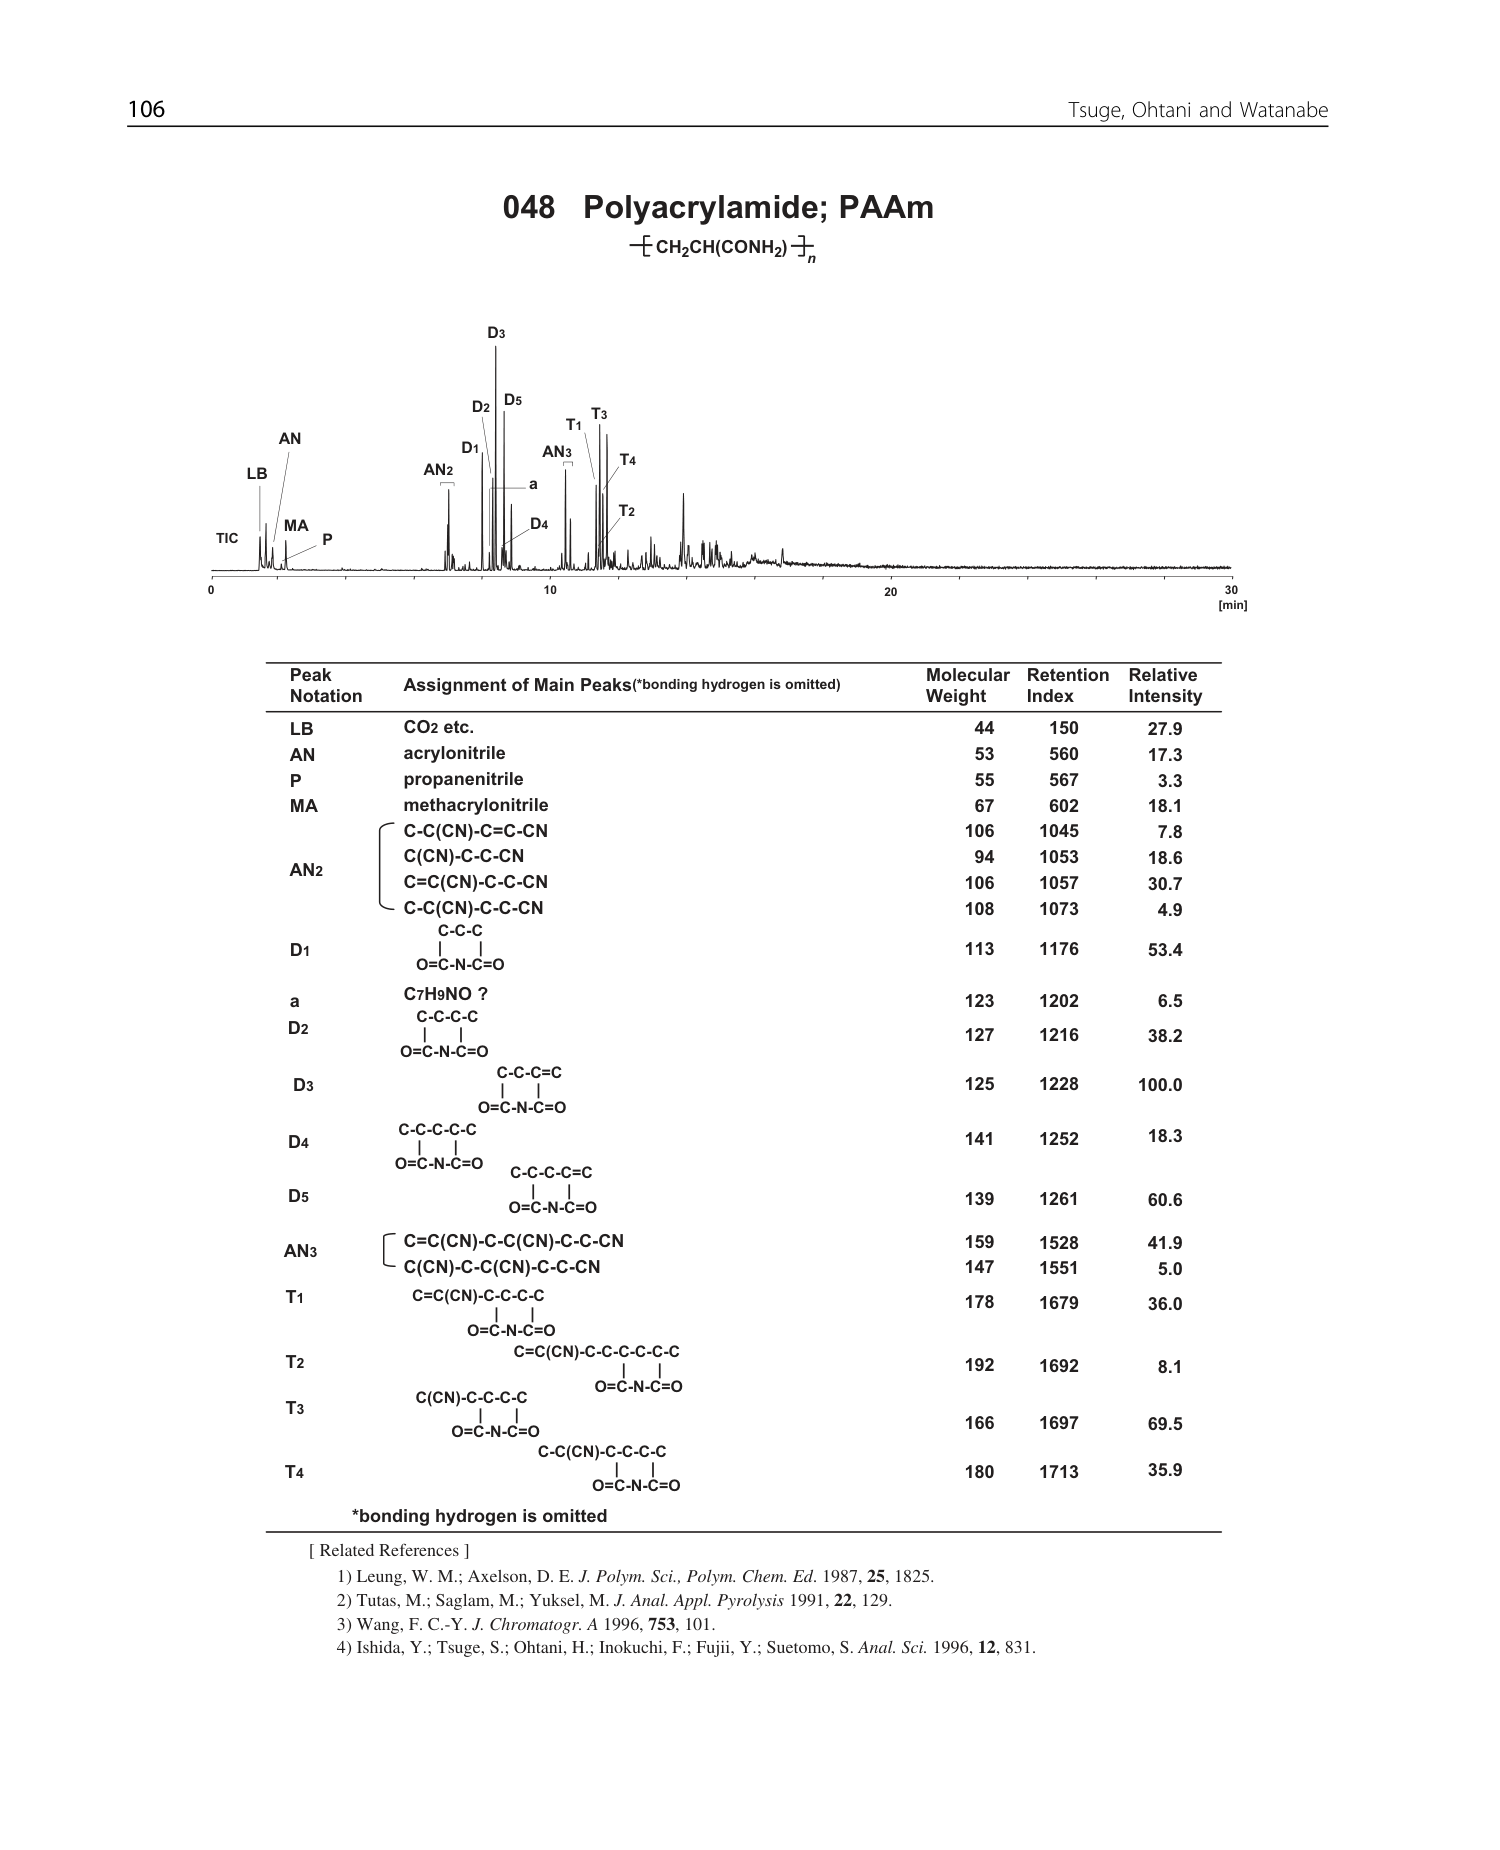 106 Tsuge, Ohtani and Watanabe
048 Polyacrylamide; PAAm
[CH2CH(CONH2)]n
D3
D2 D5
T3
T1
AN
D1
AN3
T4
AN2
LB
a
T2
MA
D4
P
TIC
0 10 20 30
[min]
Peak Notation Assignment of Main Peaks(*bonding hydrogen is omitted) Molecular Weight Retention Index Relative Intensity
LB CO2 etc. 44 150 27.9
AN acrylonitrile 53 560 17.3
P propanenitrile 55 567 3.3
MA methacrylonitrile 67 602 18.1
C-C(CN)-C=C-CN 106 1045 7.8
AN2
C(CN)-C-C-CN 94 1053 18.6
C=C(CN)-C-C-CN 106 1057 30.7
C-C(CN)-C-C-CN 108 1073 4.9
C-C-C
D1 113 1176 53.4
O=C-N-C=O
a C7H9NO ? 123 1202 6.5
C-C-C-C
D2 127 1216 38.2
O=C-N-C=O
C-C-C=C
D3 125 1228 100.0
O=C-N-C=O
C-C-C-C-C
D4 141 1252 18.3
O=C-N-C=O
C-C-C-C=C
D5 139 1261 60.6
O=C-N-C=O
AN3 C=C(CN)-C-C(CN)-C-C-CN 159 1528 41.9
C(CN)-C-C(CN)-C-C-CN 147 1551 5.0
T1 C=C(CN)-C-C-C-C 178 1679 36.0
O=C-N-C=O
C=C(CN)-C-C-C-C-C-C
T2 192 1692 8.1
O=C-N-C=O
C(CN)-C-C-C-C
T3 166 1697 69.5
O=C-N-C=O
C-C(CN)-C-C-C-C
T4 180 1713 35.9
O=C-N-C=O
*bonding hydrogen is omitted
[ Related References ]
1) Leung, W. M.; Axelson, D. E. J. Polym. Sci., Polym. Chem. Ed. 1987, 25, 1825.
2) Tutas, M.; Saglam, M.; Yuksel, M. J. Anal. Appl. Pyrolysis 1991, 22, 129.
3) Wang, F. C.-Y. J. Chromatogr. A 1996, 753, 101.
4) Ishida, Y.; Tsuge, S.; Ohtani, H.; Inokuchi, F.; Fujii, Y.; Suetomo, S. Anal. Sci. 1996, 12, 831.